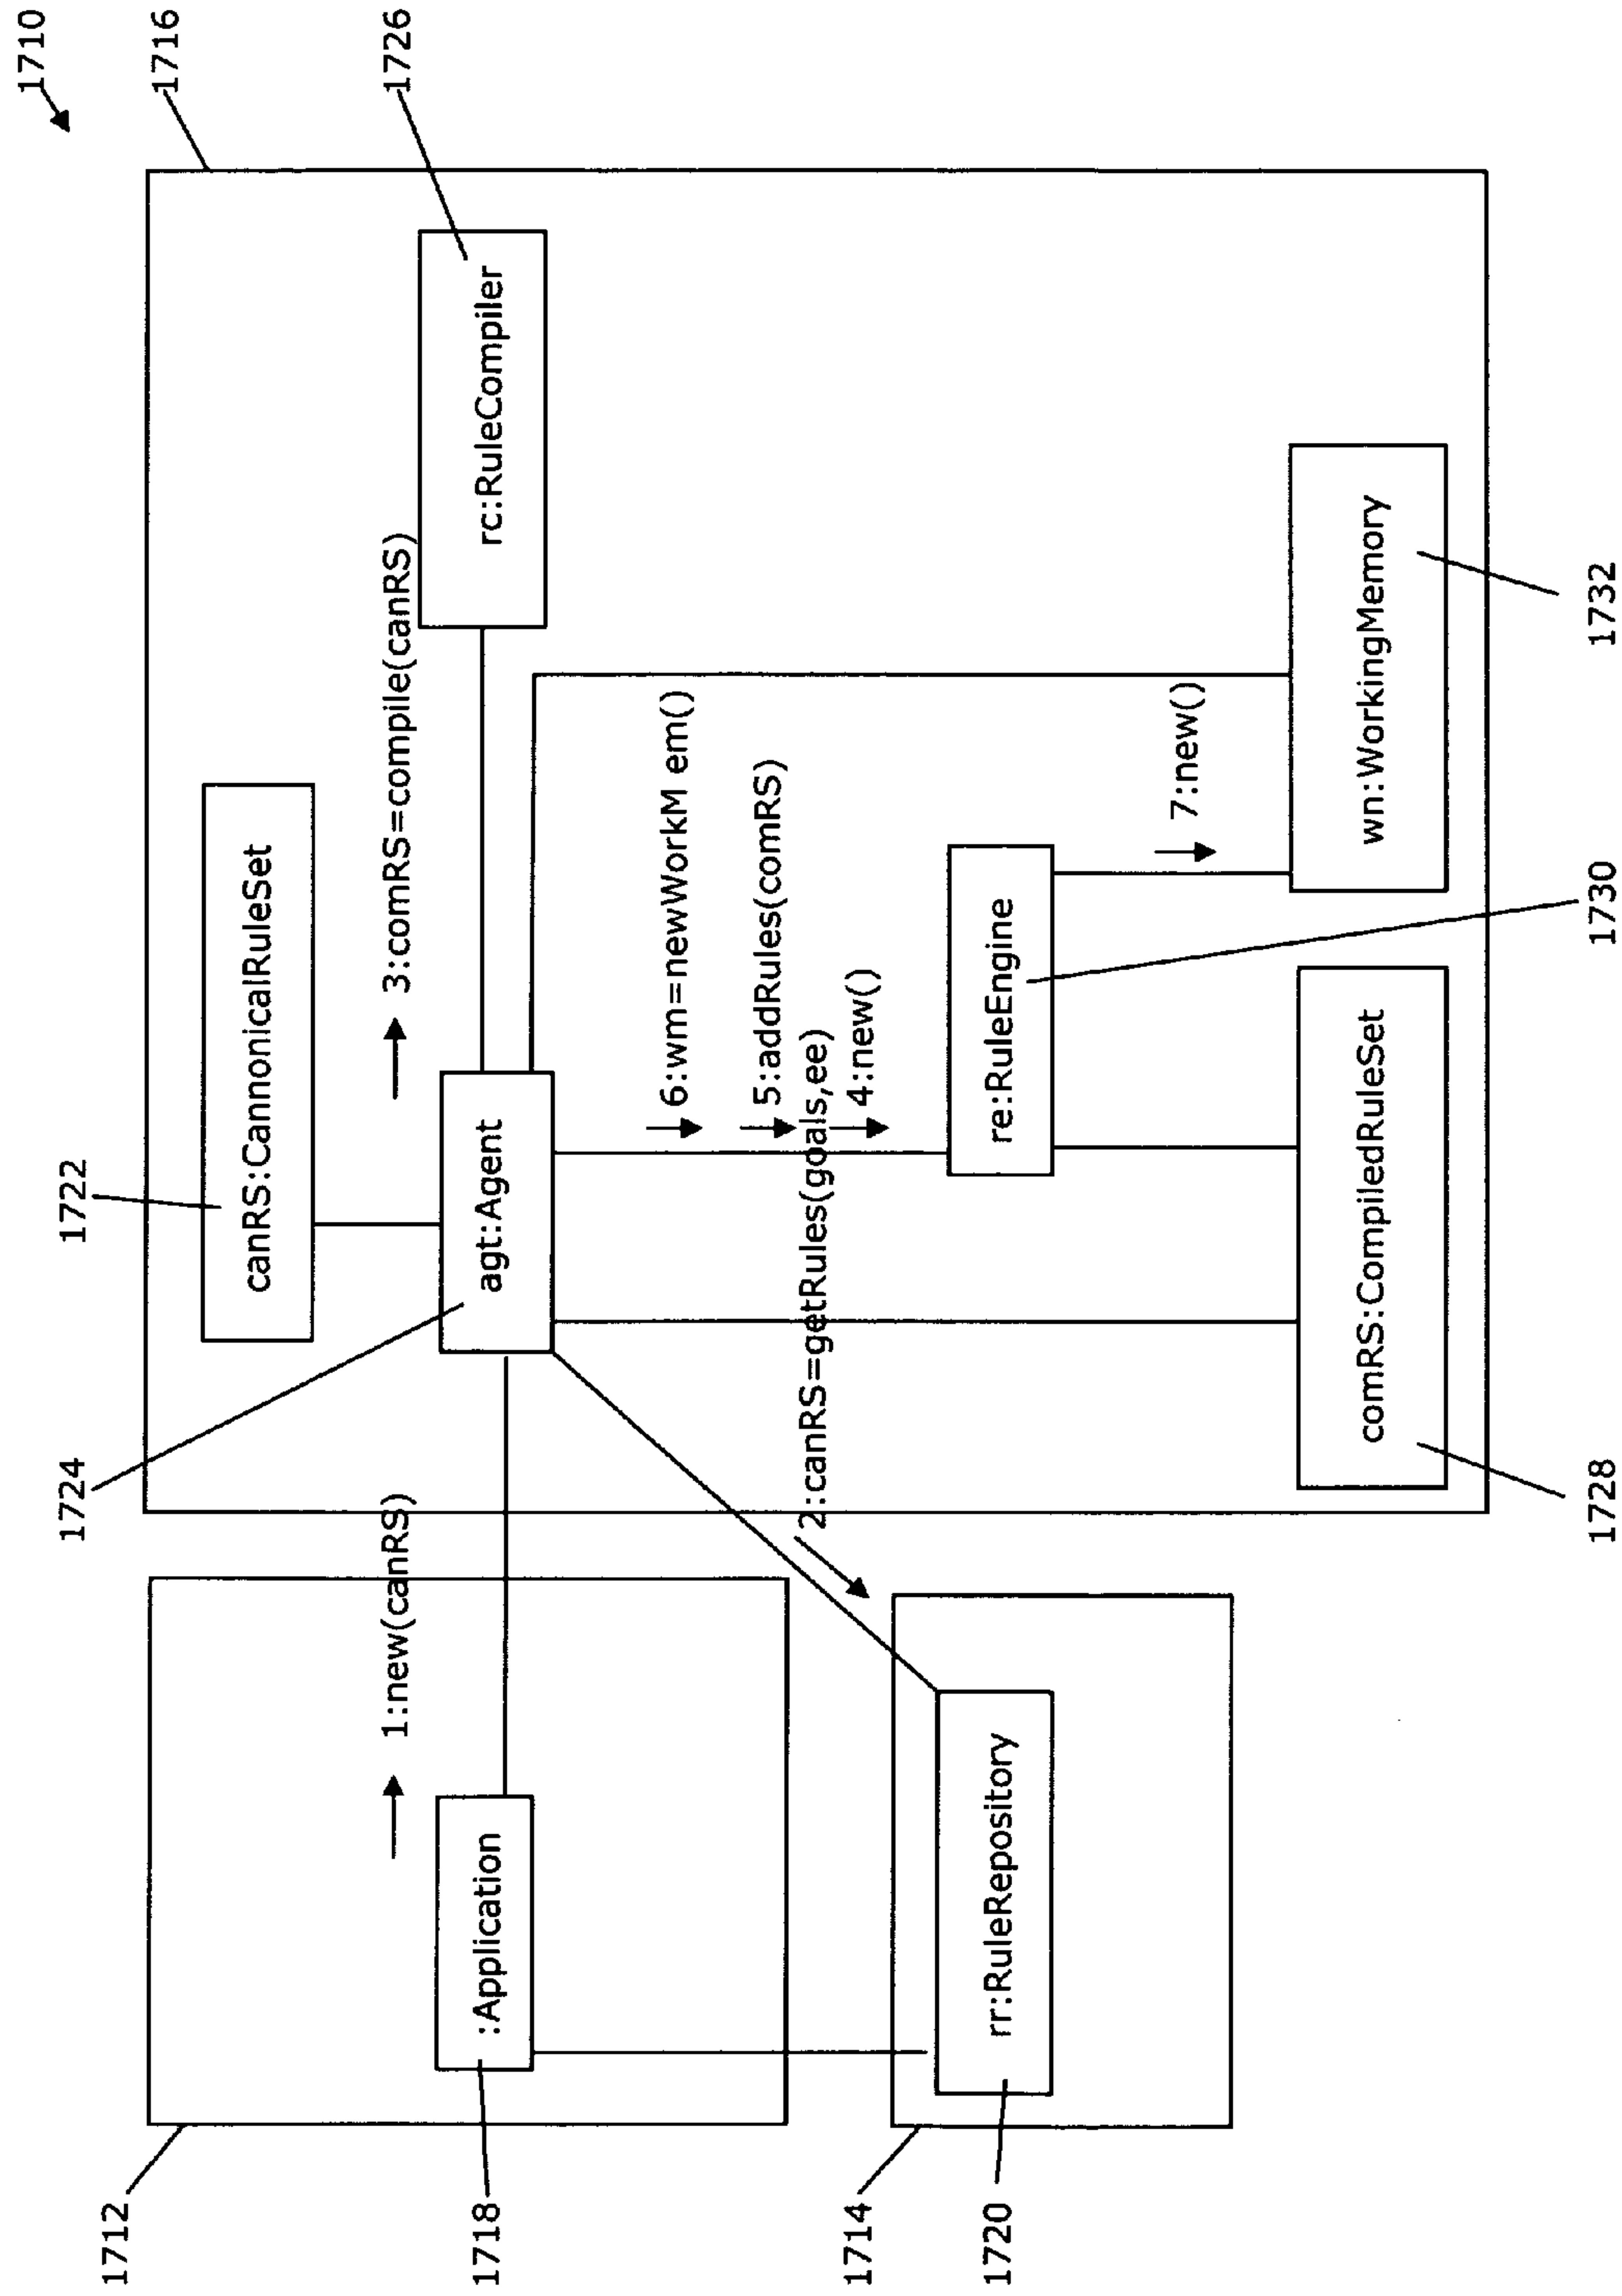 1710
1716
1726
1722
canRS:CannonicalRuleSet
rc:RuleCompiler
3:comRS=compile(canRS)
1724
agt:Agent
1712
1:new(canRS)
:Application
1718
6:wm=newWorkM em()
5:addRules(comRS)
2:canRS=getRules(goals,ee)
4:new()
re:RuleEngine
7:new()
1714
rr:RuleRepository
1720
comRS:CompiledRuleSet
wn:WorkingMemory
1728
1730
1732